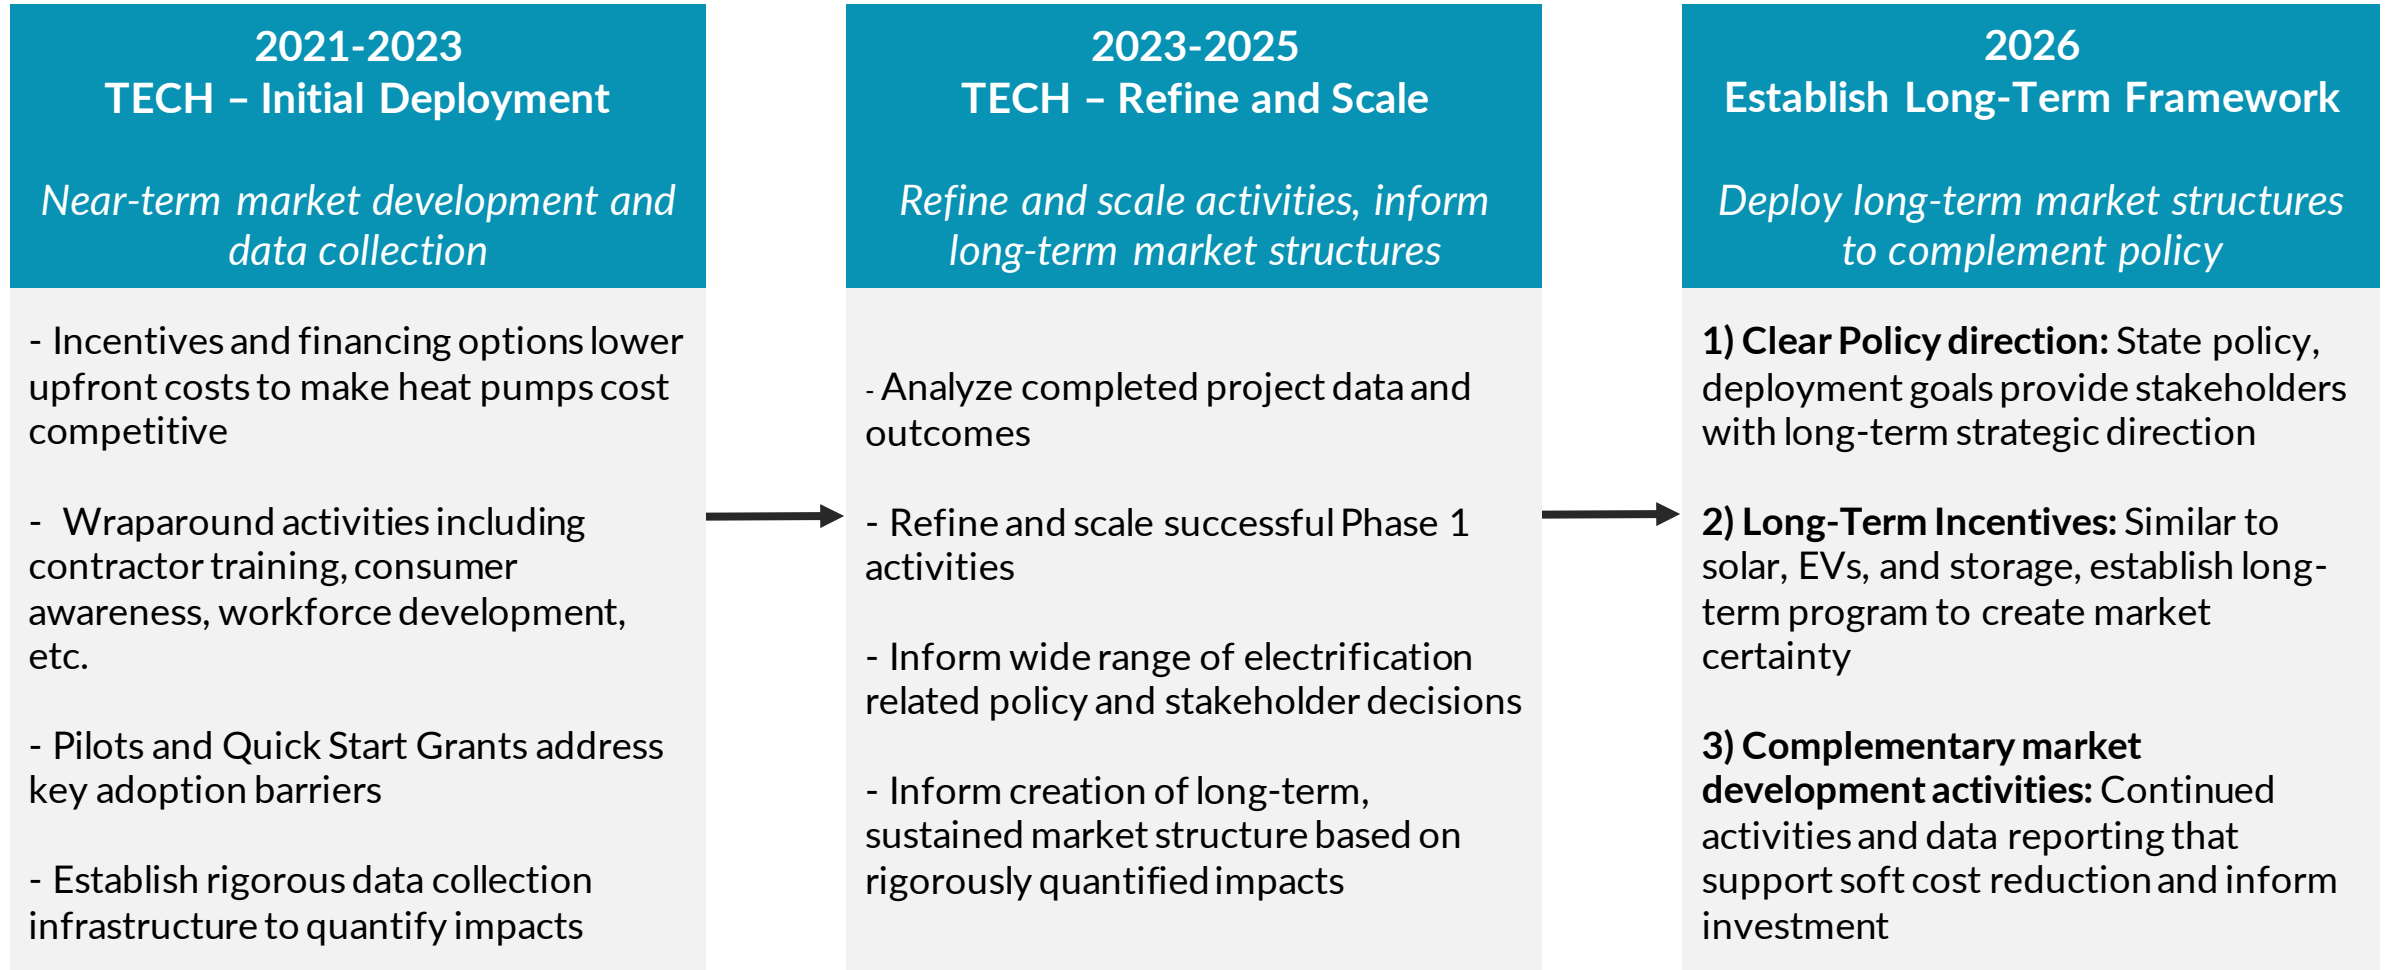 2021-2023
TECH – Initial Deployment
Near-term market development and
data collection
- Incentives and financing options lower
upfront costs to make heat pumps cost
competitive
- Wraparound activities including
contractor training, consumer
awareness, workforce development,
etc.
- Pilots and Quick Start Grants address
key adoption barriers
- Establish rigorous data collection
infrastructure to quantify impacts
2023-2025
TECH – Refine and Scale
Refine and scale activities, inform
long-term market structures
- Analyze completed project data and
outcomes
- Refine and scale successful Phase 1
activities
- Inform wide range of electrification
related policy and stakeholder decisions
- Inform creation of long-term,
sustained market structure based on
rigorously quantified impacts
2026
Establish Long-Term Framework
Deploy long-term market structures
to complement policy
1) Clear Policy direction: State policy,
deployment goals provide stakeholders
with long-term strategic direction
2) Long-Term Incentives: Similar to
solar, EVs, and storage, establish long-
term program to create market
certainty
3) Complementary market
development activities: Continued
activities and data reporting that
support soft cost reduction and inform
investment